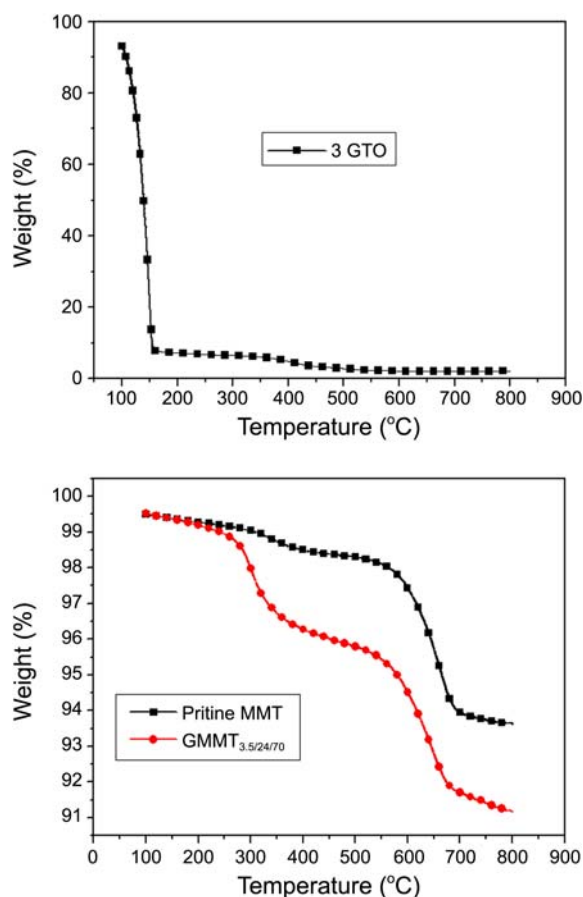 100
80
60
40
20
0
Weight (%)
3 GTO
100 200 300 400 500 600 700 800 900
Temperature (oC)
100
99
98
97
96
95
94
93
92
91
Weight (%)
Pritine MMT
GMMT3.5/24/70
0 100 200 300 400 500 600 700 800 900
Temperature (oC)